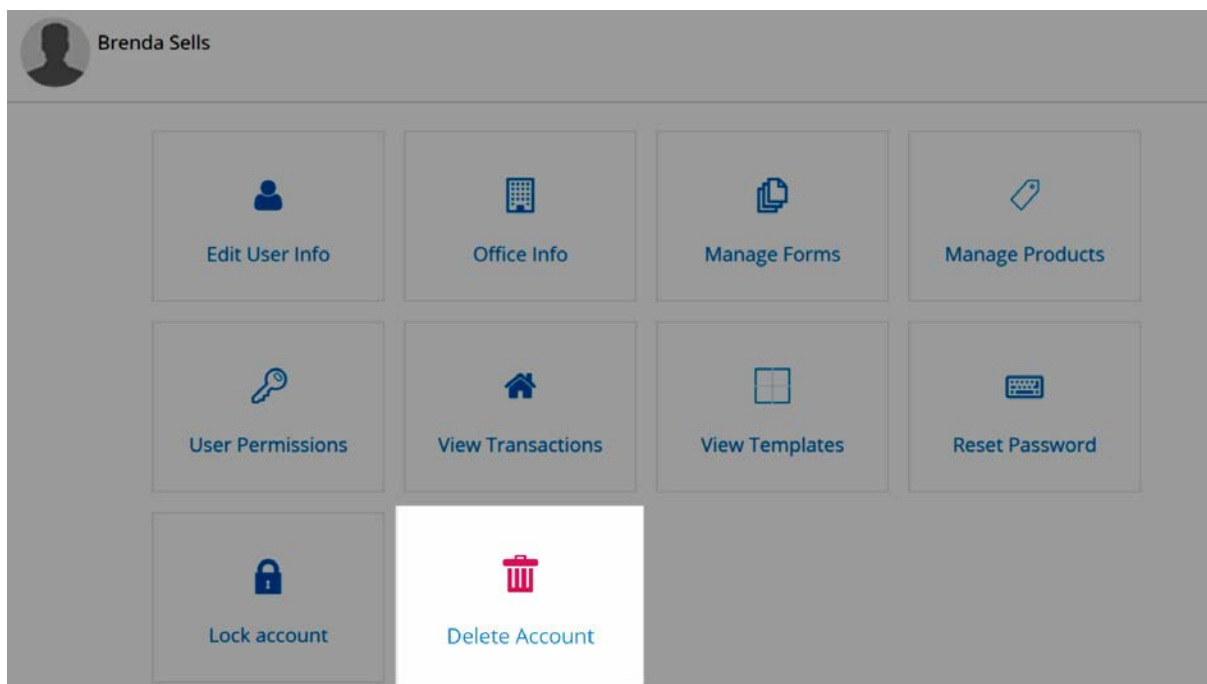 Brenda Sells
Edit User Info
Office Info
Manage Forms
Manage Products
User Permissions
View Transactions
View Templates
Reset Password
Lock account
Delete Account